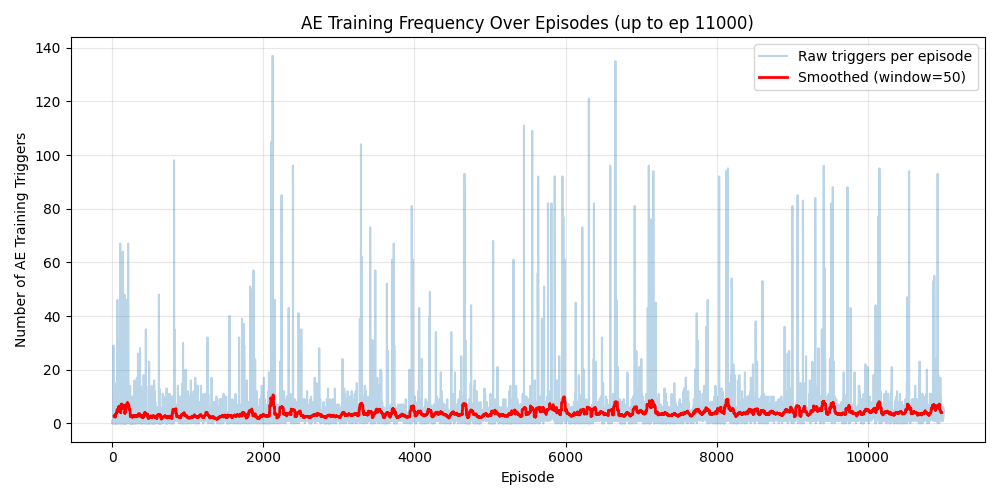 AE Training Frequency Over Episodes (up to ep 11000)
Number of AE Training Triggers
140
120
100
80
60
40
20
0
Raw triggers per episode
Smoothed (window=50)
0 2000 4000 6000 8000 10000
Episode